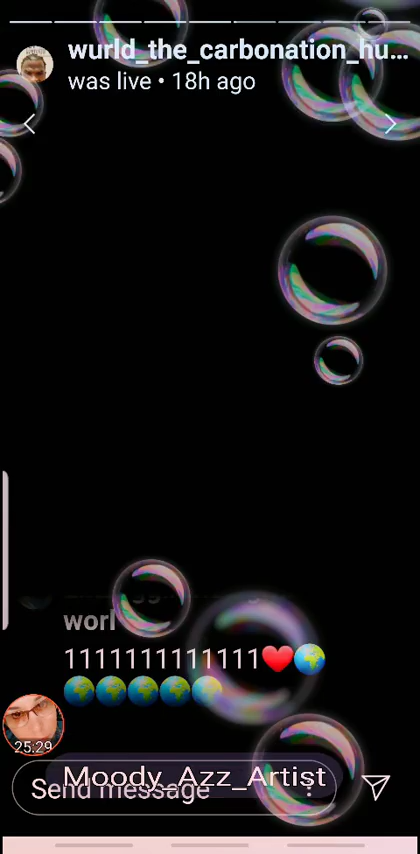 wurld_the_carbonation_hu...
was live • 18h ago
worl
1111111111111❤️🌍
🌍🌍🌍🌍🌍
25:29
Moody_Azz_Artist
Send message